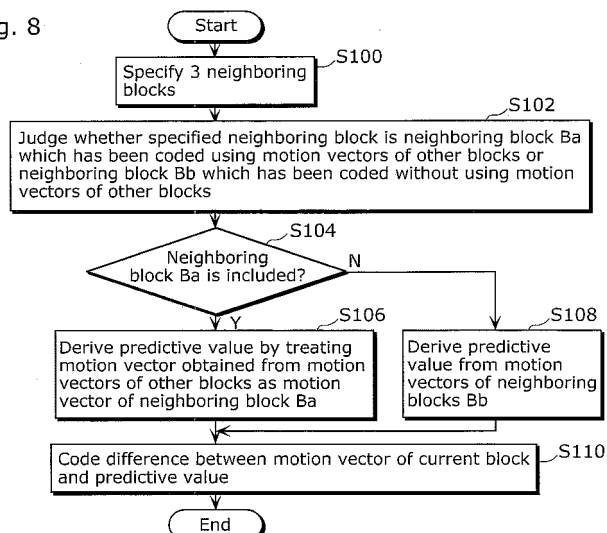 g. 8
Start
S100
Specify 3 neighboring
blocks
S102
Judge whether specified neighboring block is neighboring block Ba
which has been coded using motion vectors of other blocks or
neighboring block Bb which has been coded without using motion
vectors of other blocks
S104
Neighboring
block Ba is included?
N
Y
S106
Derive predictive value by treating
motion vector obtained from motion
vectors of other blocks as motion
vector of neighboring block Ba
S108
Derive predictive
value from motion
vectors of neighboring
blocks Bb
S110
Code difference between motion vector of current block
and predictive value
End